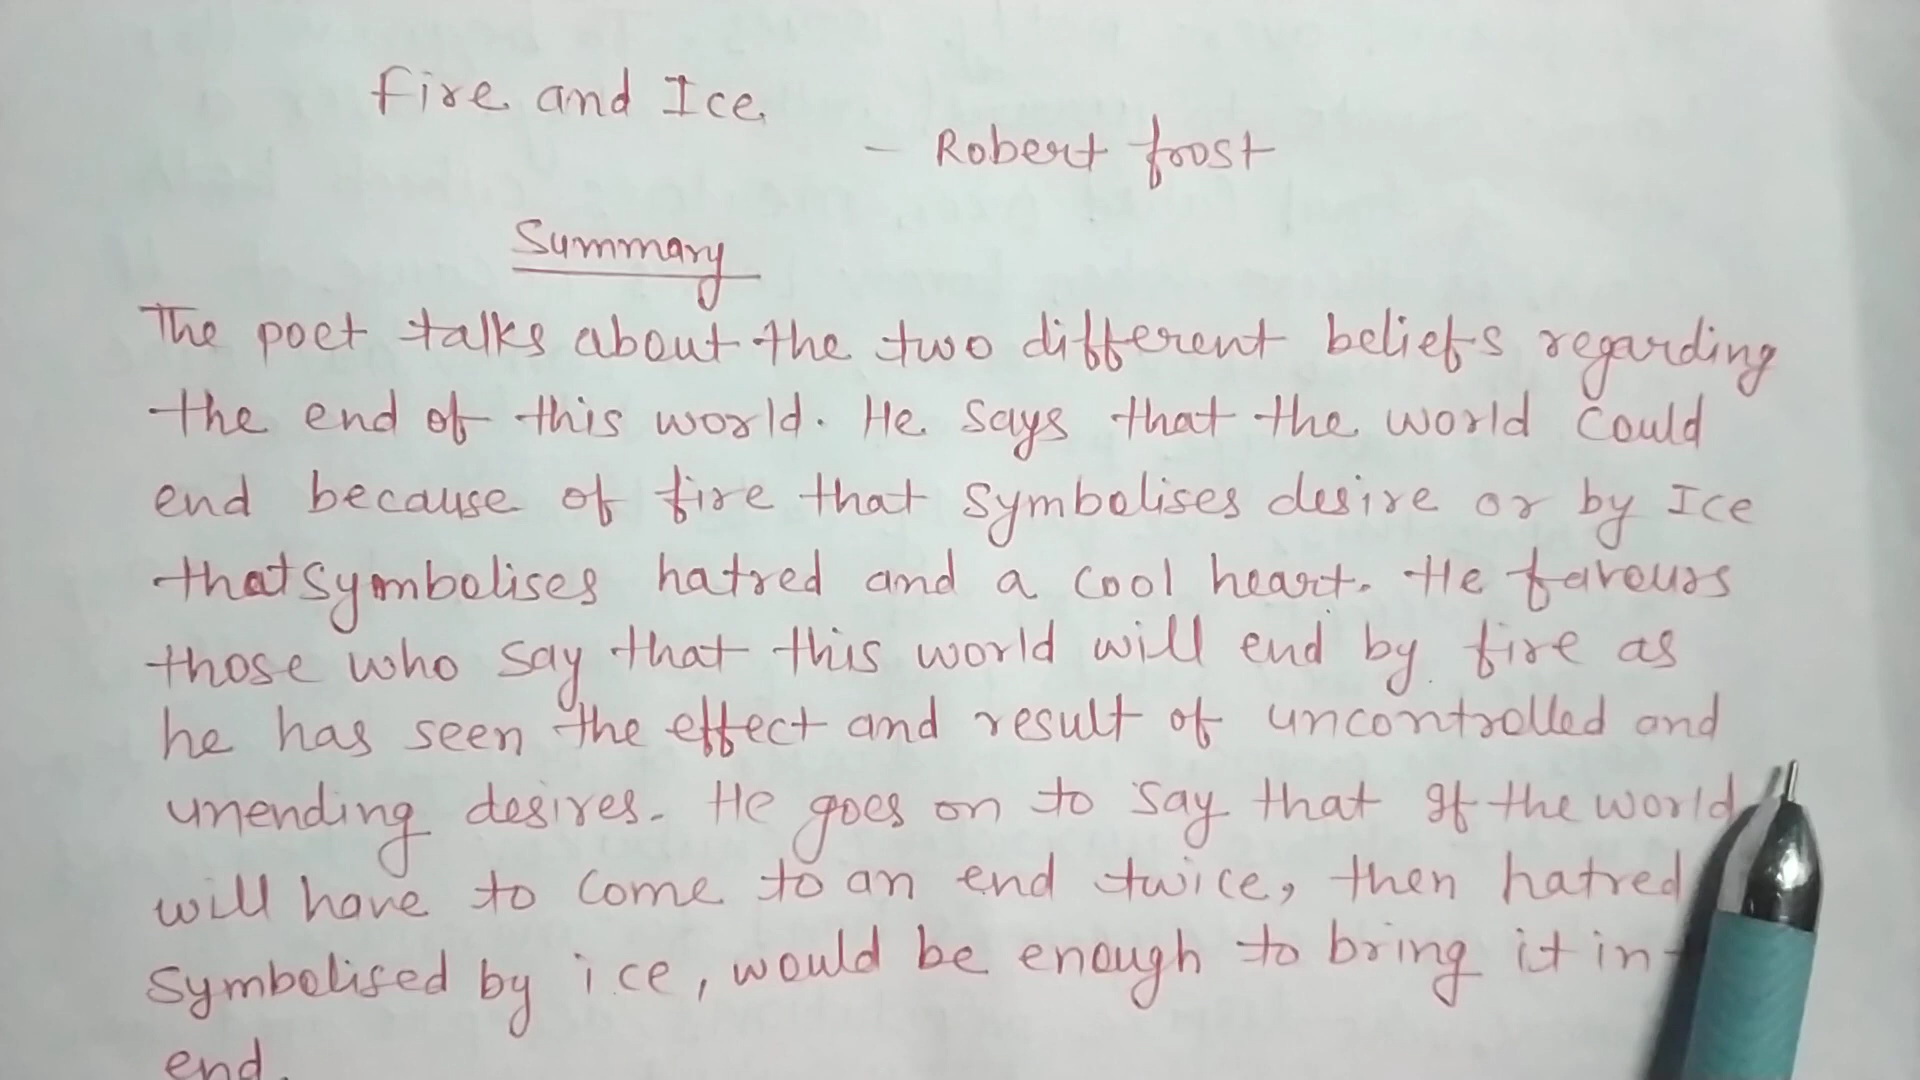 Fire and Ice
- Robert frost
Summary
The poet talks about the two different beliefs regarding
the end of this world. He says that the world could
end because of fire that symbolises desire or by Ice
that symbolises hatred and a cool heart. He favours
those who say that this world will end by fire as
he has seen the effect and result of uncontrolled and
unending desires. He goes on to say that If the world
will have to come to an end twice, then hatred
symbolised by ice, would be enough to bring it in
end.